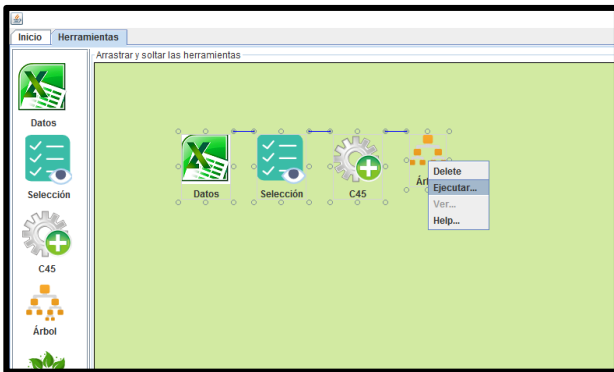 Inicio Herramientas
Arrastrar y soltar las herramientas
Datos
Selección
C45
Árbol
Datos
Selección
C45
Delete
Ejecutar...
Ver...
Help...